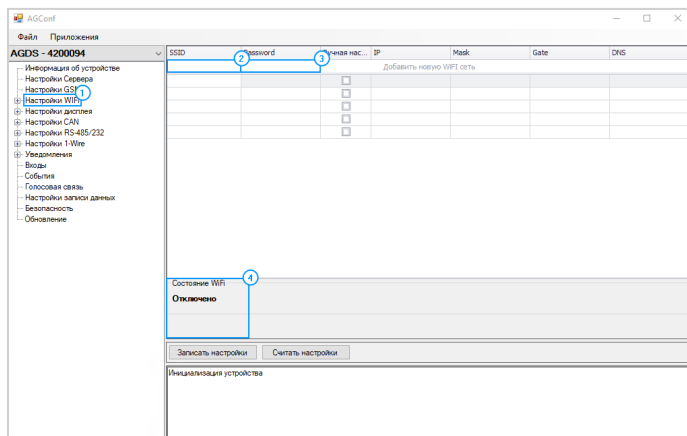 AGConf
Файл Приложения
AGDS - 4200094
SSID Password IP Mask Gate DNS
2 3
Добавить новую WIFI сеть
Информация об устройстве
Настройки Сервера
Настройки
1
Настройки WIFI
Настройки дисплея
Настройки CAN
Настройки RS-485/232
Настройки 1-Wire
Уведомления
Входы
События
Голосовая связь
Настройки записи данных
Безопасность
Обновление
4
Состояние WiFi
Отключено
Записать настройки Считать настройки
Инициализация устройства